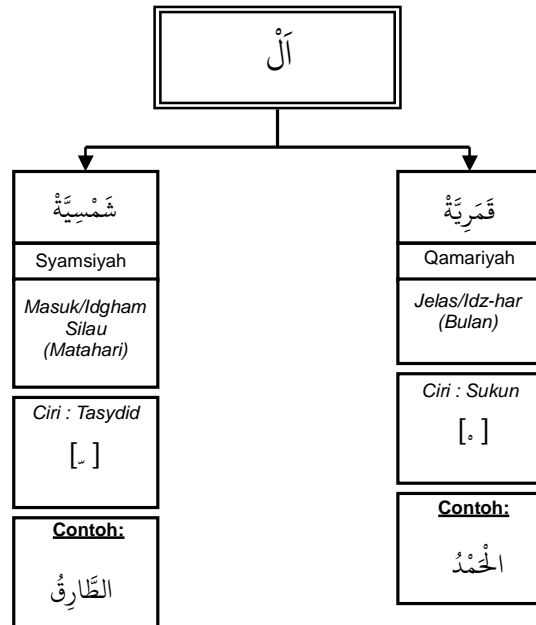 اَلْ
شَمْسِيَّةْ
Syamsiyah
Masuk/Idgham
Silau
(Matahari)
Ciri : Tasydid
[ ّ ]
Contoh:
الطَّارِقُ
قَمَرِيَّةْ
Qamariyah
Jelas/Idz-har
(Bulan)
Ciri : Sukun
[ ْ ]
Contoh:
الْحَمْدُ